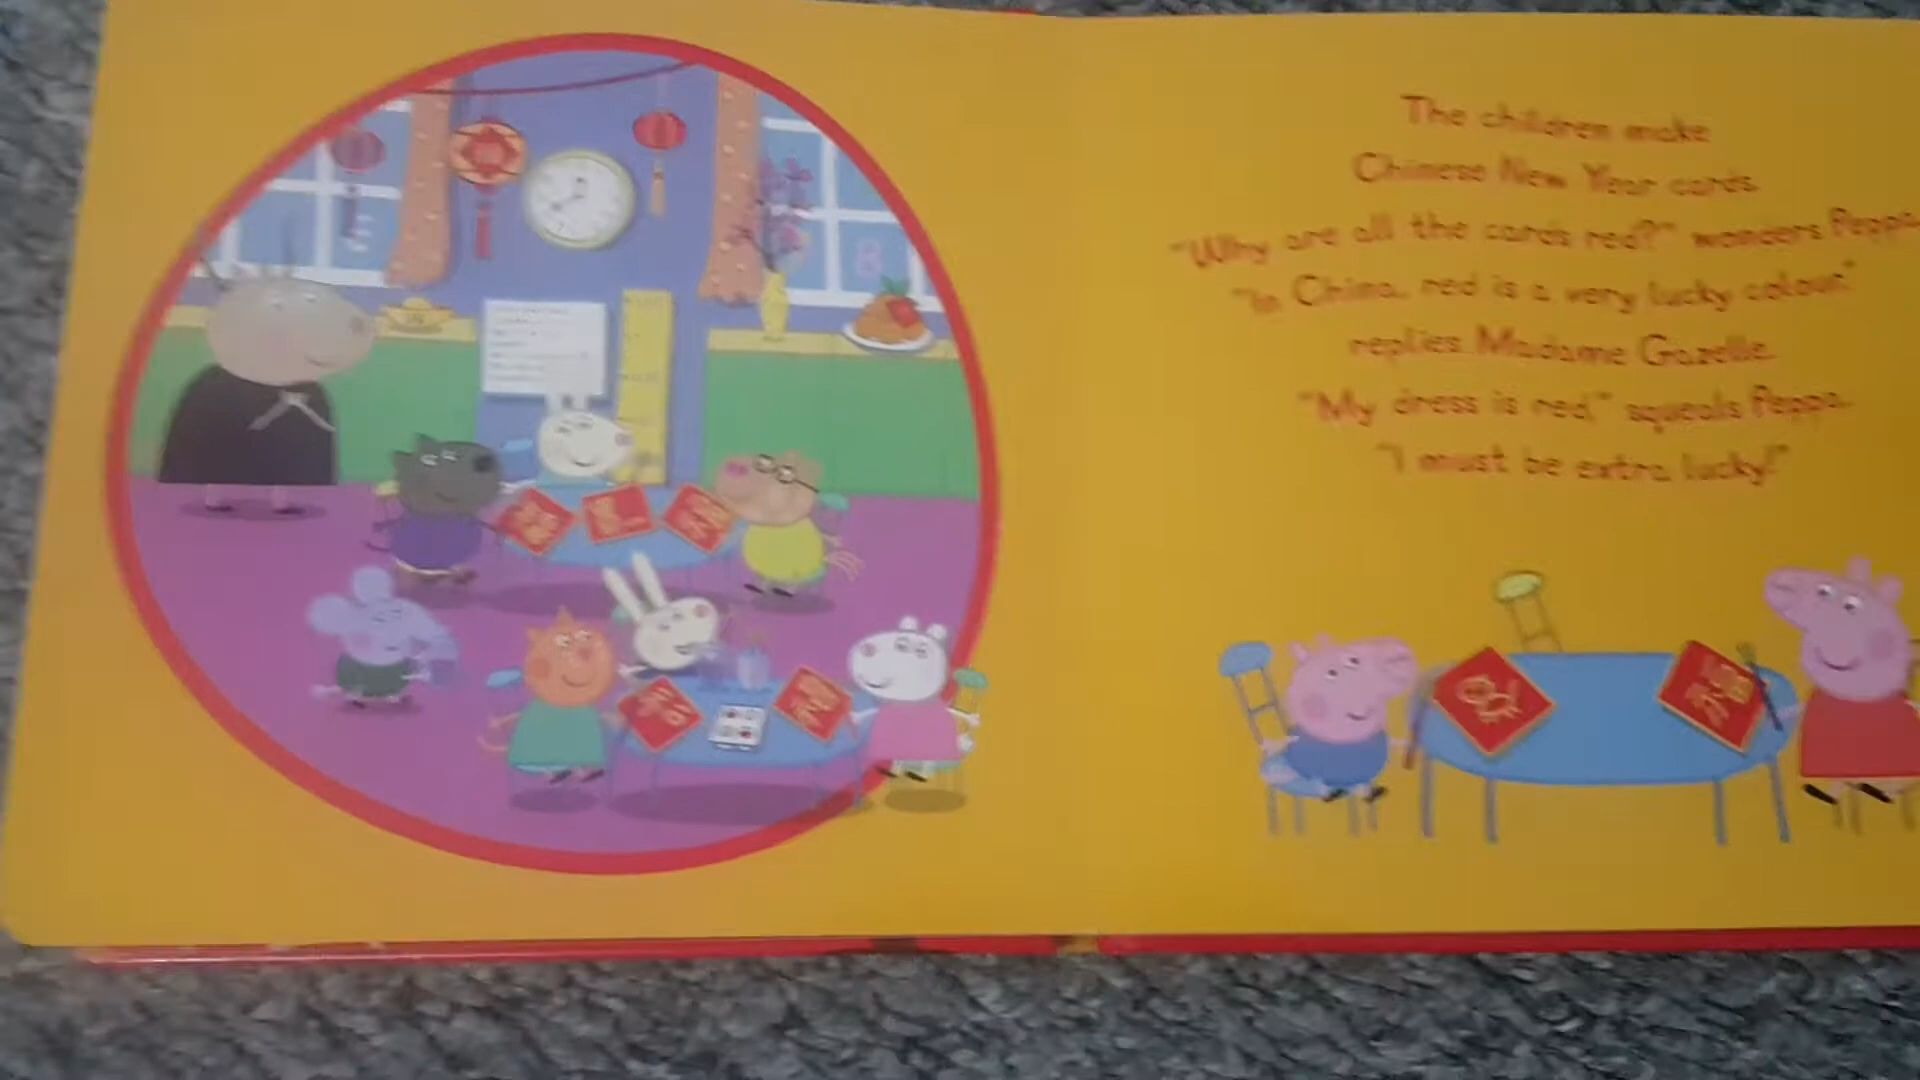 The children make
Chinese New Year cards.
"Why are all the cards red?" wonders Peppa.
"In China, red is a very lucky colour,"
replies Madame Gazelle.
"My dress is red," squeals Peppa.
"I must be extra lucky!"